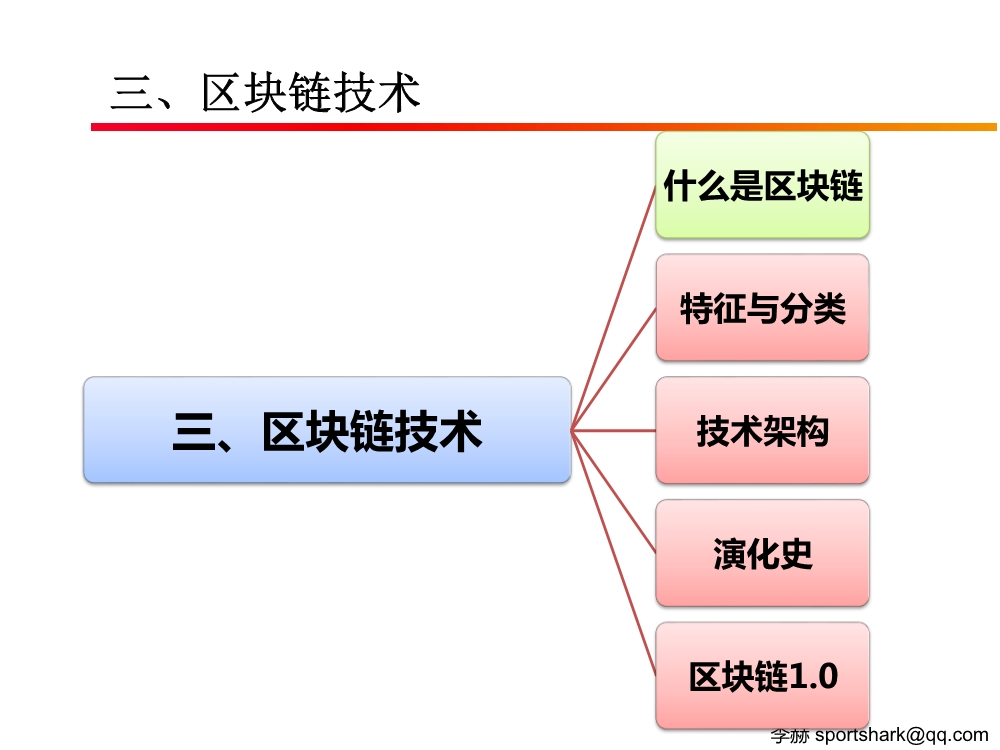 三、区块链技术
什么是区块链
特征与分类
三、区块链技术
技术架构
演化史
区块链1.0
李赫 sportshark@qq.com